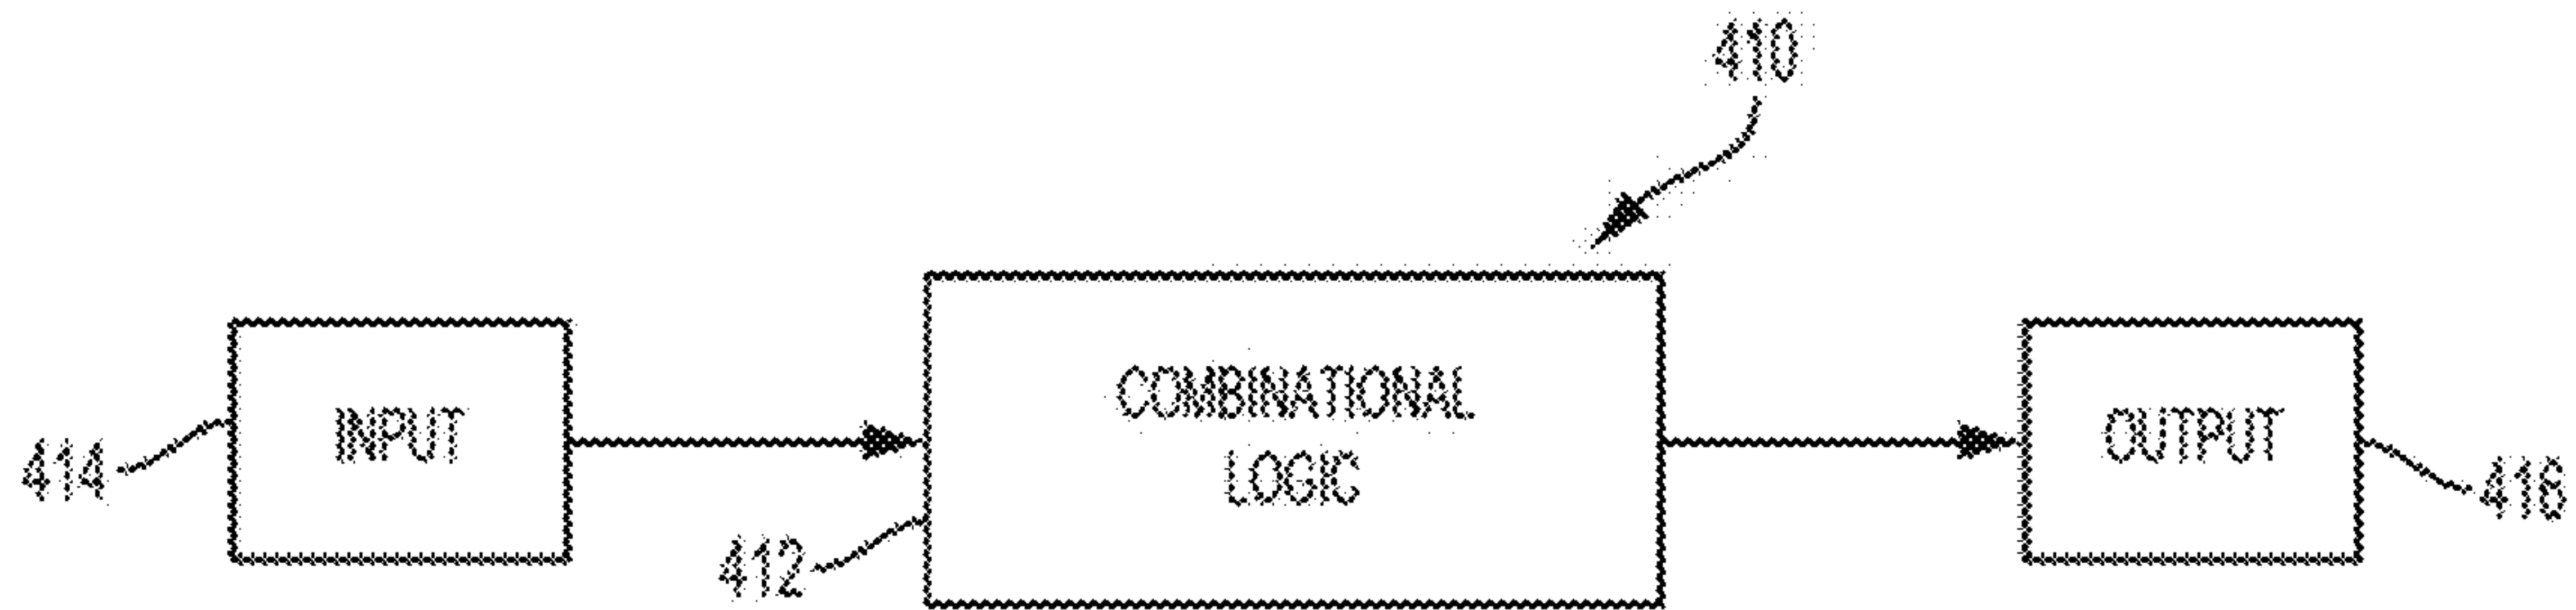 410
INPUT
COMBINATIONAL
LOGIC
OUTPUT
414
412
416